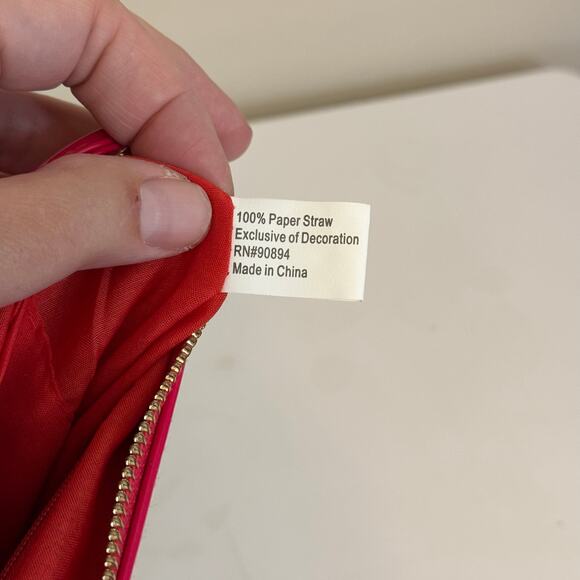 100% Paper Straw
Exclusive of Decoration
RN#90894
Made in China